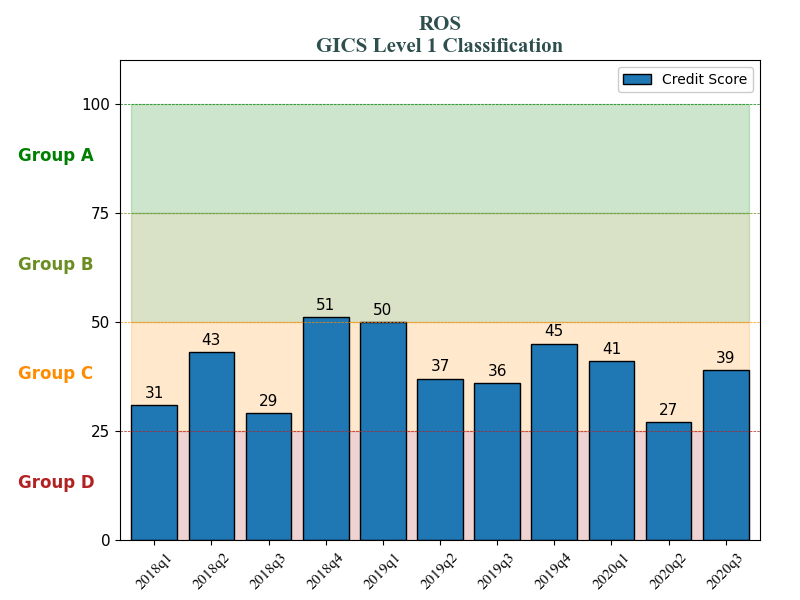 ROS
GICS Level 1 Classification
Credit Score
100
Group A
75
Group B
50
Group C
25
Group D
0
31
43
29
51
50
37
36
45
41
27
39
2018q1
2018q2
2018q3
2018q4
2019q1
2019q2
2019q3
2019q4
2020q1
2020q2
2020q3